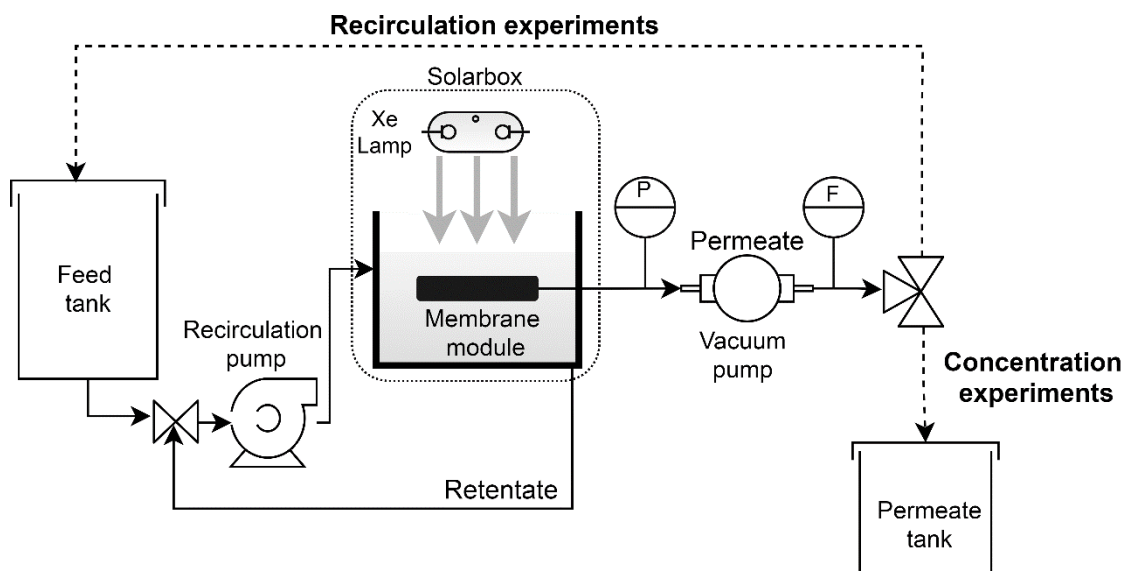 Recirculation experiments
Solarbox
Xe
Lamp
P
F
Permeate
Feed
tank
Recirculation
pump
Membrane
module
Vacuum
pump
Concentration
experiments
Retentate
Permeate
tank